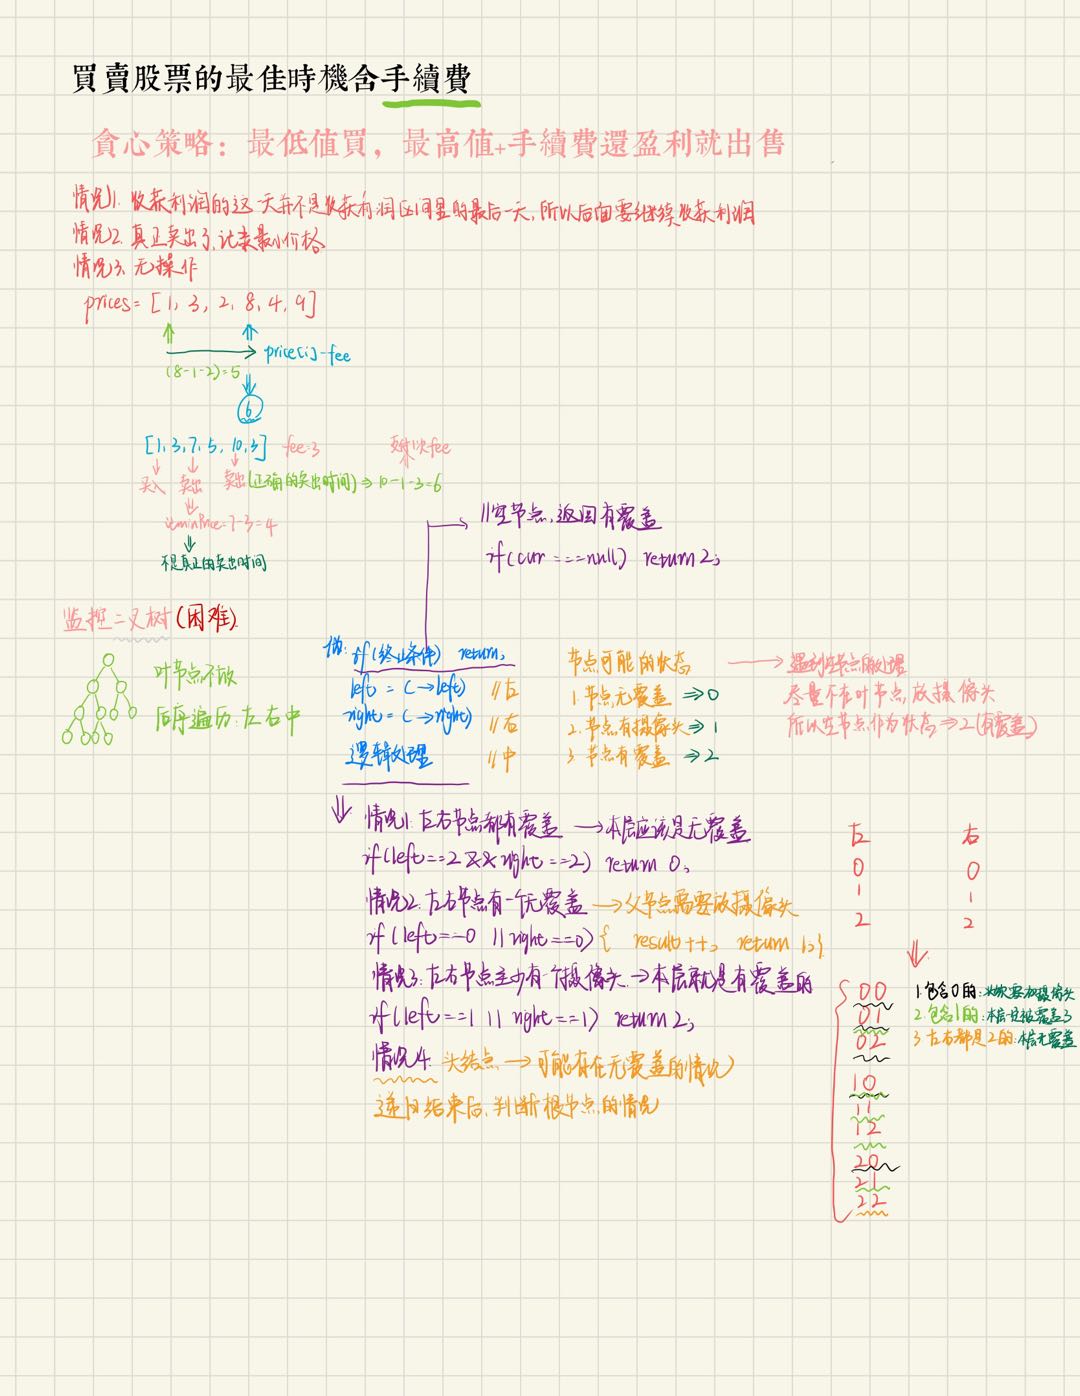 買賣股票的最佳時機含手續費
貪心策略：最低值買，最高值+手續費還盈利就出售
情况1. 收获利润的这一天并不是收获利润区间里的最后一天，所以后面要继续收获利润
情况2. 真正卖出了，记录最小价格
情况3、无操作
prices = [1, 3, 2, 8, 4, 9]
price[i]-fee
(8-1-2)=5
6
[1,3,7,5,10,3] fee=3 fee
买入 卖出 卖出(正确的卖出时间) ⇒ 10-1-3=6
minPrice=7-3=4
不是真正的卖出时间
//空节点，返回有覆盖
if(cur ===null) return 2;
监控二叉树(困难)
叶节点不放
后序遍历：左右中
if(终止条件) return;
left = (→left) //左
right = (→right) //右
逻辑处理 //中
节点可能的状态
1. 节点无覆盖 ⇒0
2. 节点有摄像头⇒1
3. 节点有覆盖 ⇒2
遇到空节点的处理
尽量不在叶节点放摄像头
所以空节点作为状态⇒2(有覆盖)
情况1：左右节点都有覆盖 →本层应该是无覆盖
if(left==2 && right==2) return 0;
情况2：左右节点有一个无覆盖 →父节点需要放摄像头
if(left==0 || right==0){ result++; return 1;}
情况3：左右节点至少有一个摄像头 →本层就是有覆盖的
if(left==1 || right==1) return 2;
情况4：头结点 →可能存在无覆盖的情况
递归结束后，判断根节点的情况
左 右
0 0
1 1
2 2
00
01
02
10
11
12
20
21
22
1.包含0的：
2.包含1的：本层是被覆盖了
3.左右都是2的：本层无覆盖